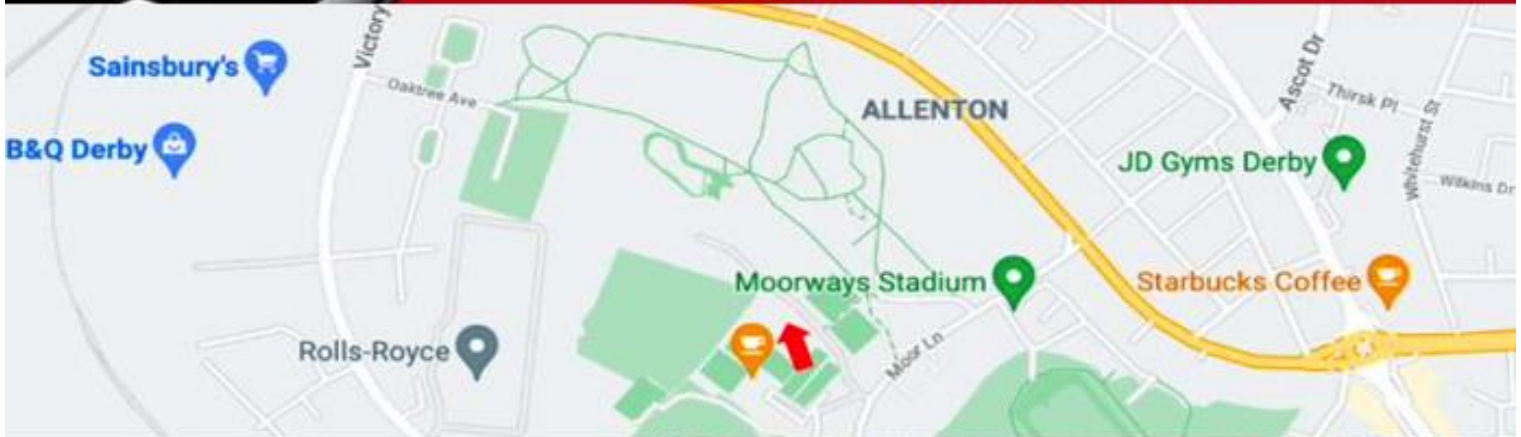 Sainsbury's
Victory
Oaktree Ave
B&Q Derby
ALLENTON
Ascot Dr
Thirsk Pl
Whitehurst St
JD Gyms Derby
Wilkins Dr
Moorways Stadium
Starbucks Coffee
Rolls-Royce
Moor Ln